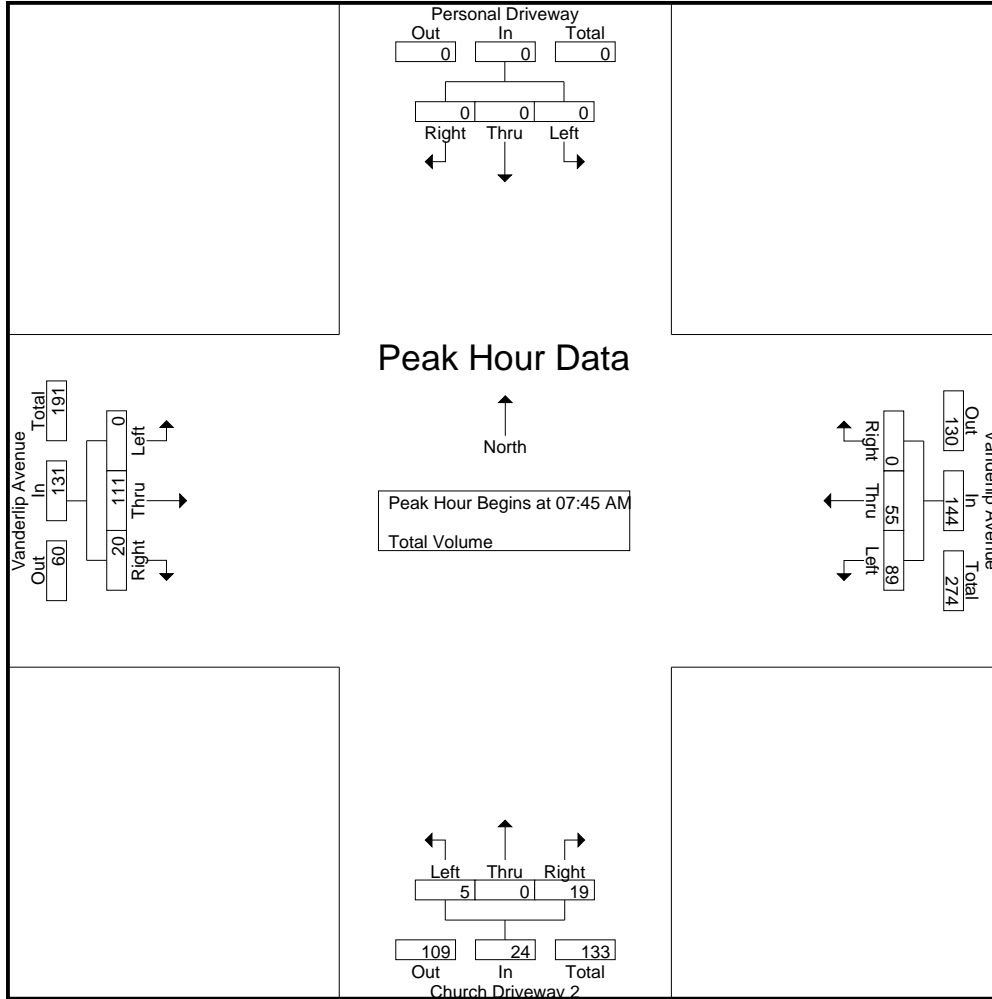 Personal Driveway
Out In Total
0 0 0
0 0 0
Right Thru Left
Peak Hour Data
North
Peak Hour Begins at 07:45 AM
Total Volume
Vanderlip Avenue
Out In Total
60 131 191
Left Thru Right
0 111 20
Vanderlip Avenue
Out In Total
130 144 274
Right Thru Left
0 55 89
Left Thru Right
5 0 19
109 24 133
Out In Total
Church Driveway 2